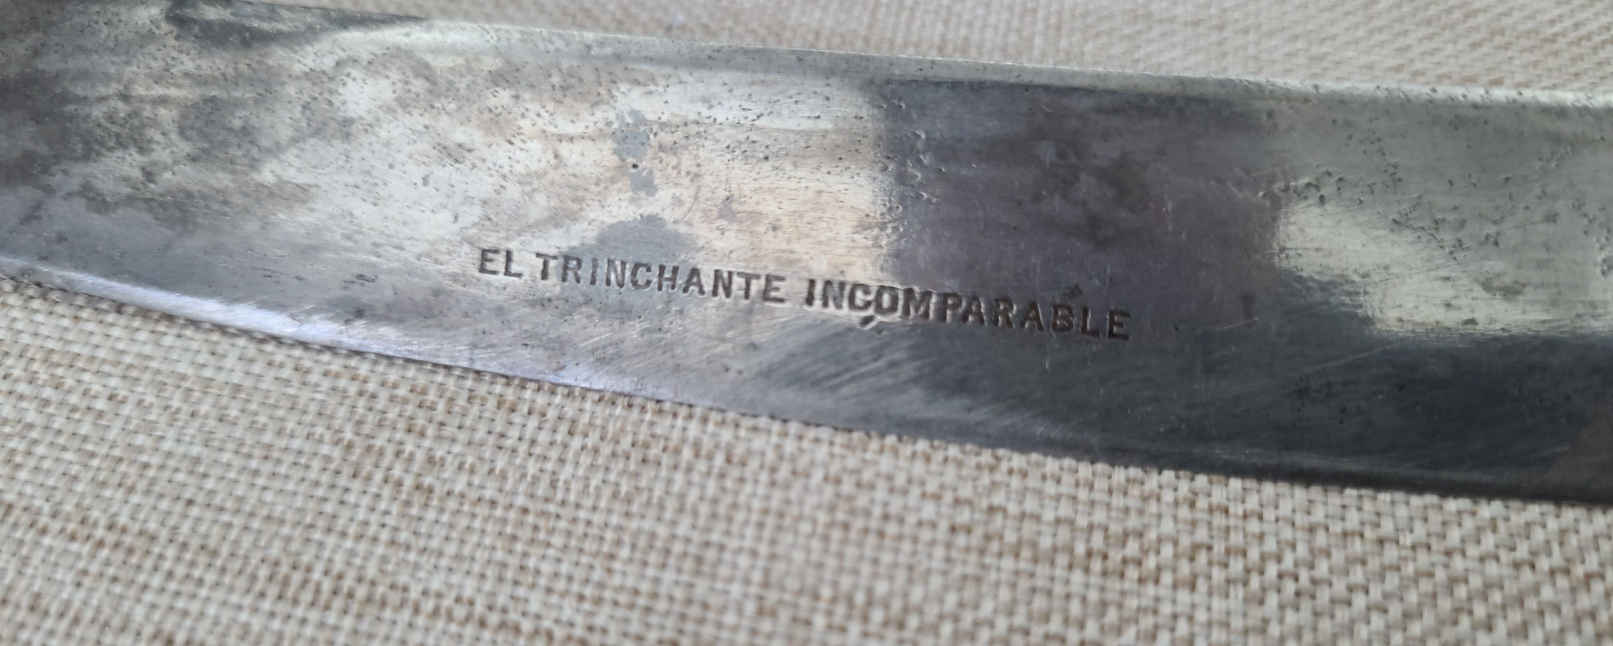 EL TRINCHANTE INCOMPARABLE